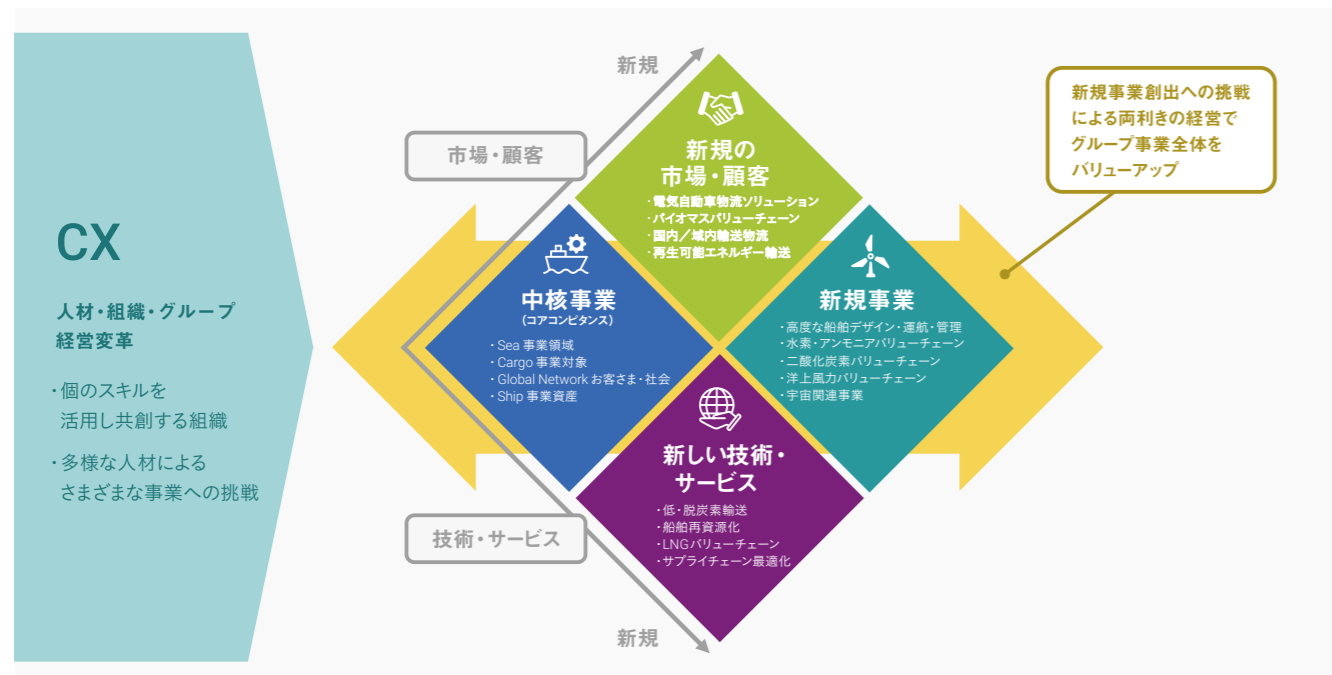 CX
人材・組織・グループ
経営変革
・個のスキルを
活用し共創する組織
・多様な人材による
さまざまな事業への挑戦
新規
市場・顧客
新規の
市場・顧客
・電気自動車物流ソリューション
・バイオマスバリューチェーン
・国内／域内輸送物流
・再生可能エネルギー輸送
中核事業
（コアコンピタンス）
・Sea 事業領域
・Cargo 事業対象
・Global Network お客さま・社会
・Ship 事業資産
新規事業
・高度な船舶デザイン・運航・管理
・水素・アンモニアバリューチェーン
・二酸化炭素バリューチェーン
・洋上風力バリューチェーン
・宇宙関連事業
新しい技術・
サービス
・低・脱炭素輸送
・船舶再資源化
・LNGバリューチェーン
・サプライチェーン最適化
技術・サービス
新規
新規事業創出への挑戦
による両利きの経営で
グループ事業全体を
バリューアップ